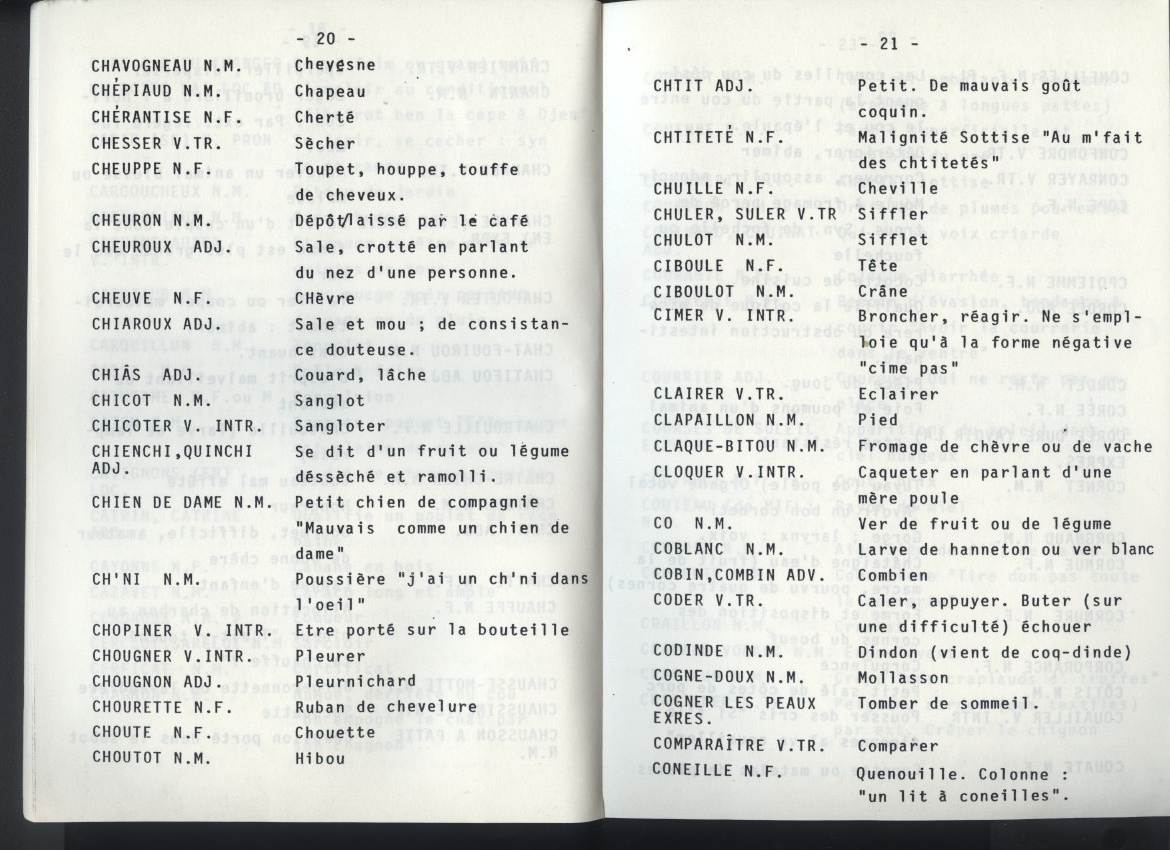 - 20 -
CHAVOGNEAU N.M. Chevesne
CHÉPIAUD N.M. Chapeau
CHÉRANTISE N.F. Cherté
CHESSER V.TR. Sècher
CHEUPPE N.F. Toupet, houppe, touffe
de cheveux.
CHEURON N.M. Dépôt/laissé par le café
CHEUROUX ADJ. Sale, crotté en parlant
du nez d'une personne.
CHEUVE N.F. CHèvre
CHIAROUX ADJ. Sale et mou ; de consistan-
ce douteuse.
CHIÂS ADJ. Couard, lâche
CHICOT N.M. Sanglot
CHICOTER V. INTR. Sangloter
CHIENCHI,QUINCHI Se dit d'un fruit ou légume
ADJ. désséché et ramolli.
CHIEN DE DAME N.M. Petit chien de compagnie
"Mauvais comme un chien de
dame"
CH'NI N.M. Poussière "j'ai un ch'ni dans
l'oeil"
CHOPINER V. INTR. Etre porté sur la bouteille
CHOUGNER V.INTR. Pleurer
CHOUGNON ADJ. Pleurnichard
CHOURETTE N.F. Ruban de chevelure
CHOUTE N.F. Chouette
CHOUTOT N.M. Hibou
- 21 -
CHTIT ADJ. Petit. De mauvais goût
coquin.
CHTITETÉ N.F. Malignité Sottise "Au m'fait
des chtitetés"
CHUILLE N.F. Cheville
CHULER, SULER V.TR Siffler
CHULOT N.M. Sifflet
CIBOULE N.F. Tête
CIBOULOT N.M. Crâne
CIMER V. INTR. Broncher, réagir. Ne s'empl-
loie qu'à la forme négative
"cime pas"
CLAIRER V.TR. Eclairer
CLAPAILLON N.M. Pied
CLAQUE-BITOU N.M. Fromage de chêvre ou de vache
CLOQUER V.INTR. Caqueter en parlant d'une
mère poule
CO N.M. Ver de fruit ou de légume
COBLANC N.M. Larve de hanneton ou ver blanc
COBIN,COMBIN ADV. Combien
CODER V.TR. Caler, appuyer. Buter (sur
une difficulté) échouer
CODINDE N.M. Dindon (vient de coq-dinde)
COGNE-DOUX N.M. Mollasson
COGNER LES PEAUX Tomber de sommeil.
EXRES.
COMPARAÎTRE V.TR. Comparer
CONEILLE N.F. Quenouille. Colonne :
"un lit à coneilles".